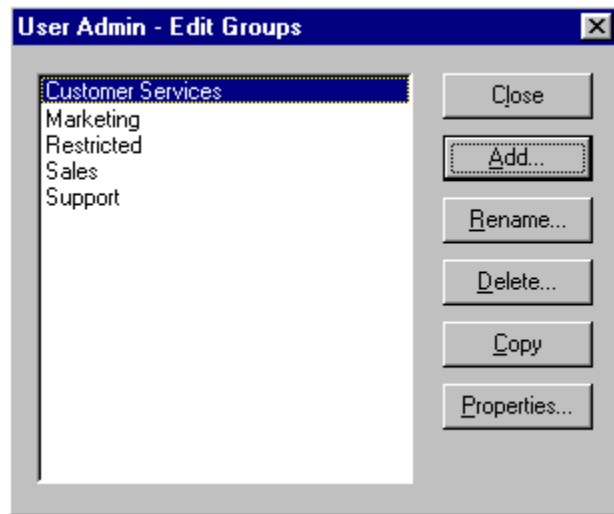 User Admin - Edit Groups
Customer Services
Marketing
Restricted
Sales
Support
Close
Add...
Rename...
Delete...
Copy
Properties...